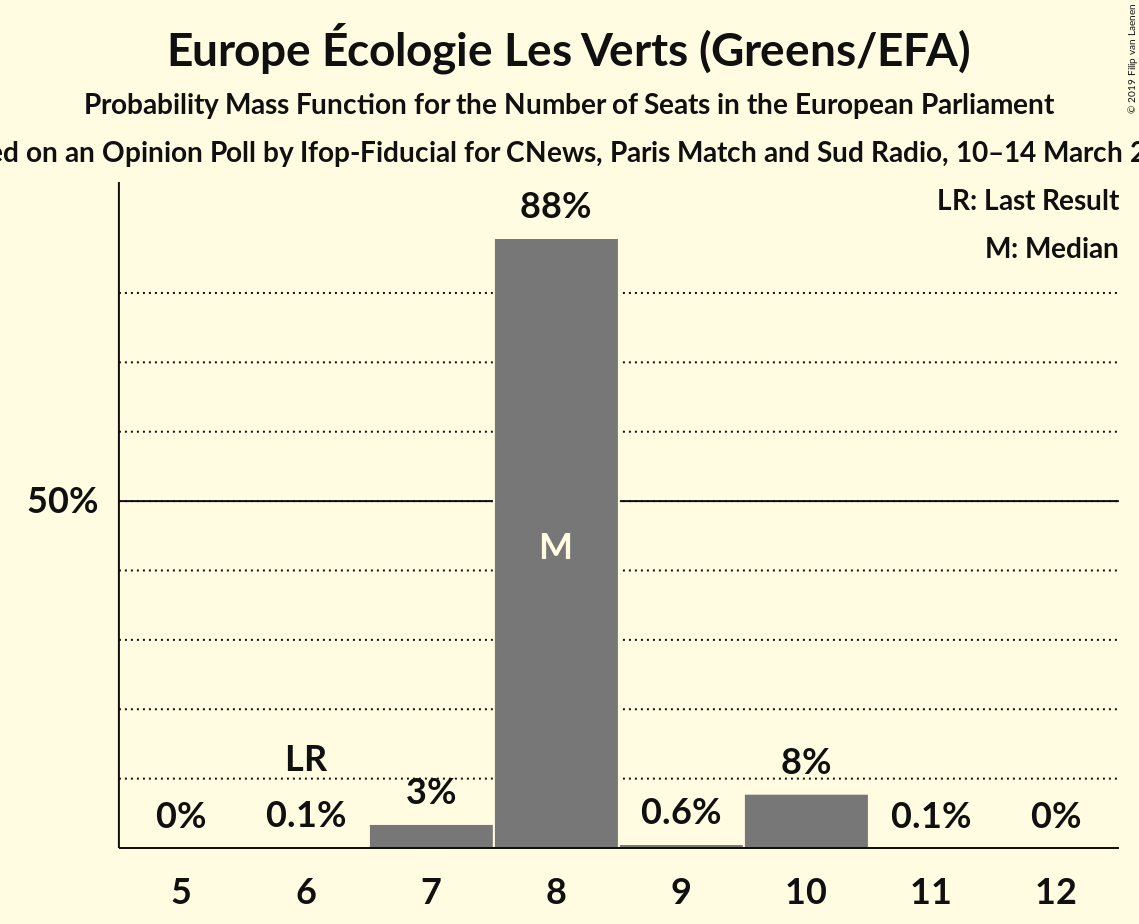 Europe Écologie Les Verts (Greens/EFA)
Probability Mass Function for the Number of Seats in the European Parliament
on an Opinion Poll by Ifop-Fiducial for CNews, Paris Match and Sud Radio, 10–14 March
© 2019 Filip van Laenen
LR: Last Result
M: Median
88%
50%
M
LR
0% 0.1% 3% 0.6% 8% 0.1% 0%
5 6 7 8 9 10 11 12